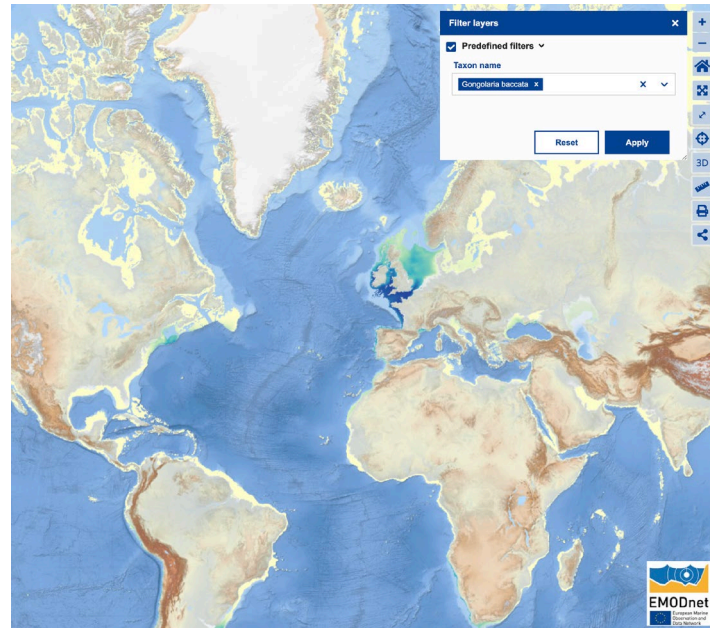 Filter layers
Predefined filters
Taxon name
Gongolaria baccata x
Reset
Apply
3D
EMODnet
European Marine
Observation and
Data Network